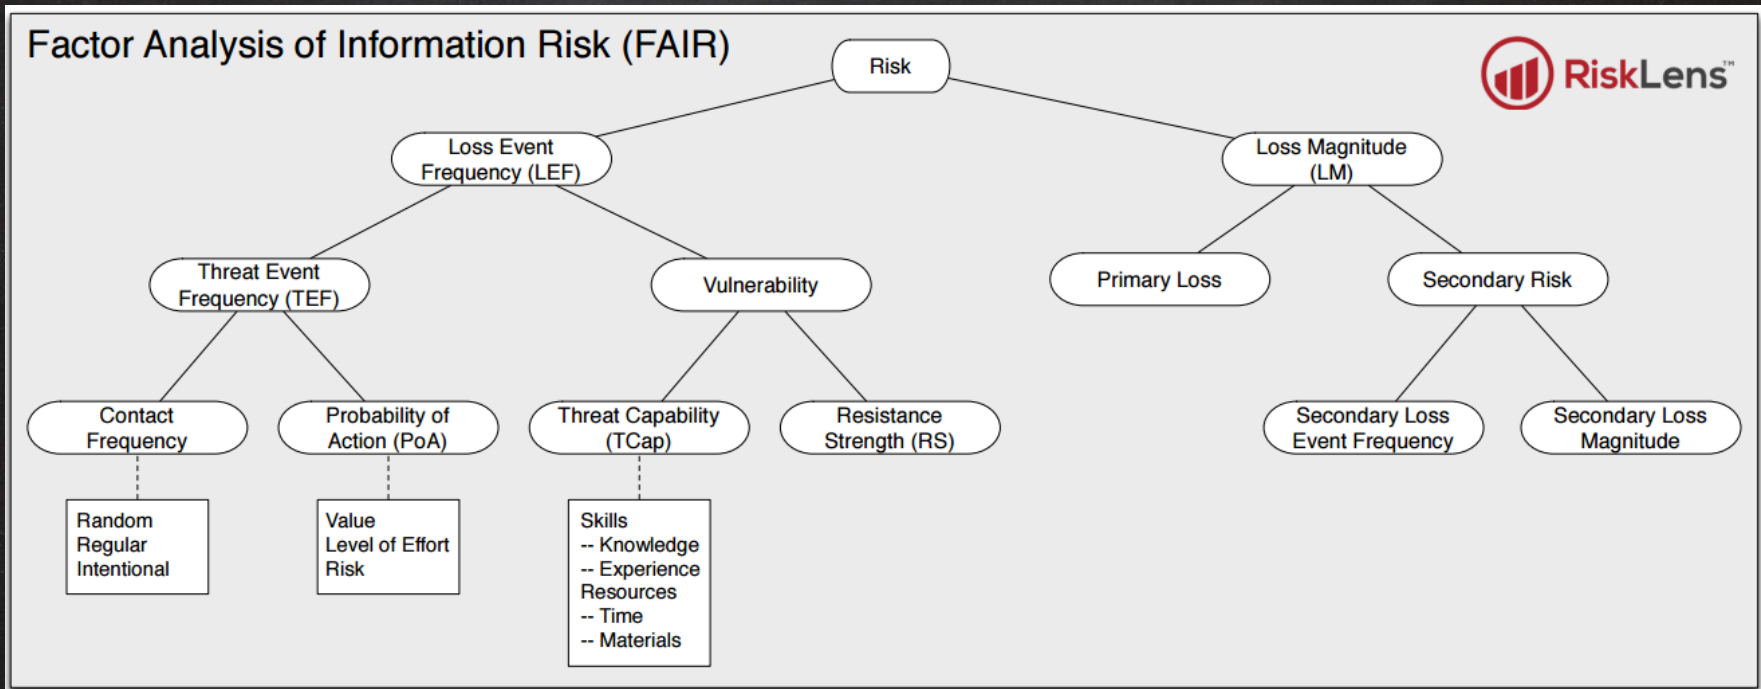 Factor Analysis of Information Risk (FAIR)
Risk
RiskLens™
Loss Event
Frequency (LEF)
Loss Magnitude
(LM)
Threat Event
Frequency (TEF)
Vulnerability
Primary Loss
Secondary Risk
Contact
Frequency
Probability of
Action (PoA)
Threat Capability
(TCap)
Resistance
Strength (RS)
Secondary Loss
Event Frequency
Secondary Loss
Magnitude
Random
Regular
Intentional
Value
Level of Effort
Risk
Skills
-- Knowledge
-- Experience
Resources
-- Time
-- Materials